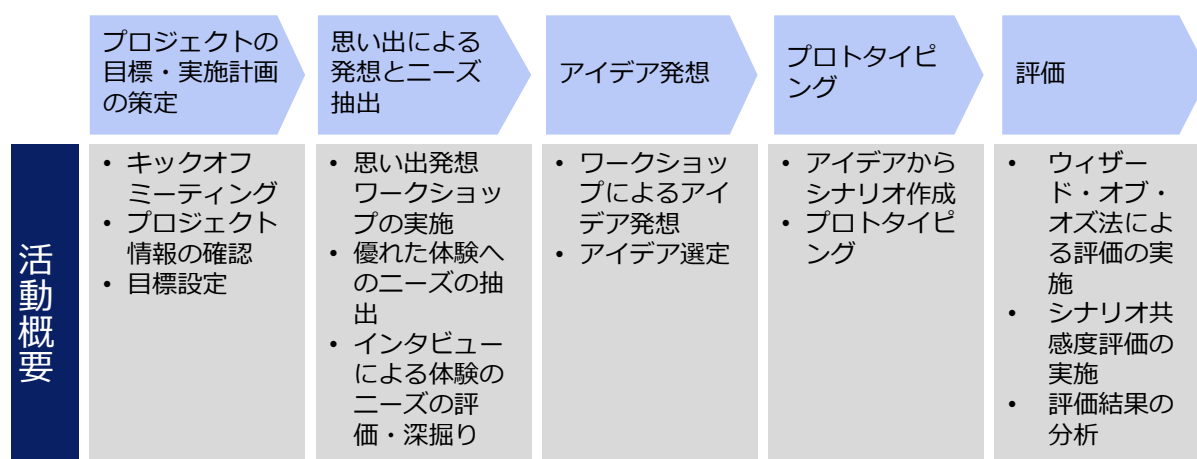 プロジェクトの
目標・実施計画
の策定
思い出による
発想とニーズ
抽出
アイデア発想
プロトタイピ
ング
評価
活動概要
• キックオフ
ミーティング
• プロジェクト
情報の確認
• 目標設定
• 思い出発想
ワークショッ
プの実施
• 優れた体験へ
のニーズの抽
出
• インタビュー
による体験の
ニーズの評
価・深掘り
• ワークショッ
プによるアイ
デア発想
• アイデア選定
• アイデアから
シナリオ作成
• プロトタイピ
ング
• ウィザー
ド・オブ・
オズ法によ
る評価の実
施
• シナリオ共
感度評価の
実施
• 評価結果の
分析